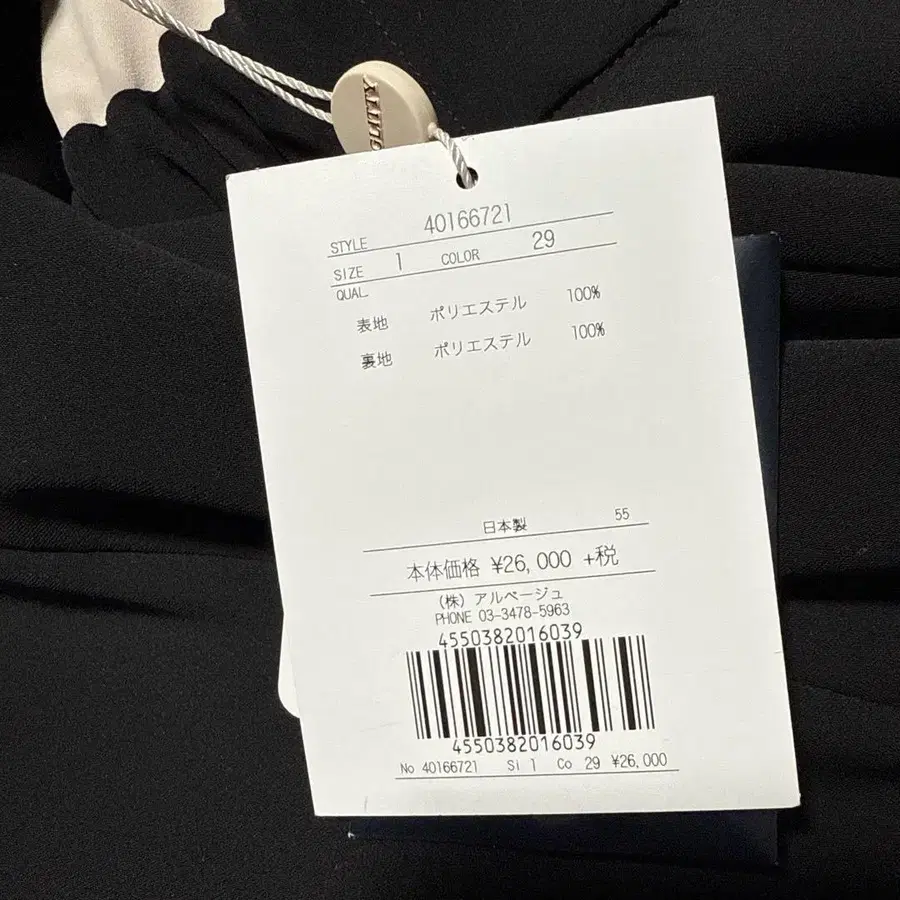 GLITTY
STYLE 40166721
SIZE 1 COLOR 29
QUAL.
表地 ポリエステル 100%
裏地 ポリエステル 100%
日本製 55
本体価格 ¥26,000 +税
(株) アルページュ
PHONE 03-3478-5963
4550382016039
4550382016039
No 40166721 Si 1 Co 29 ¥26,000